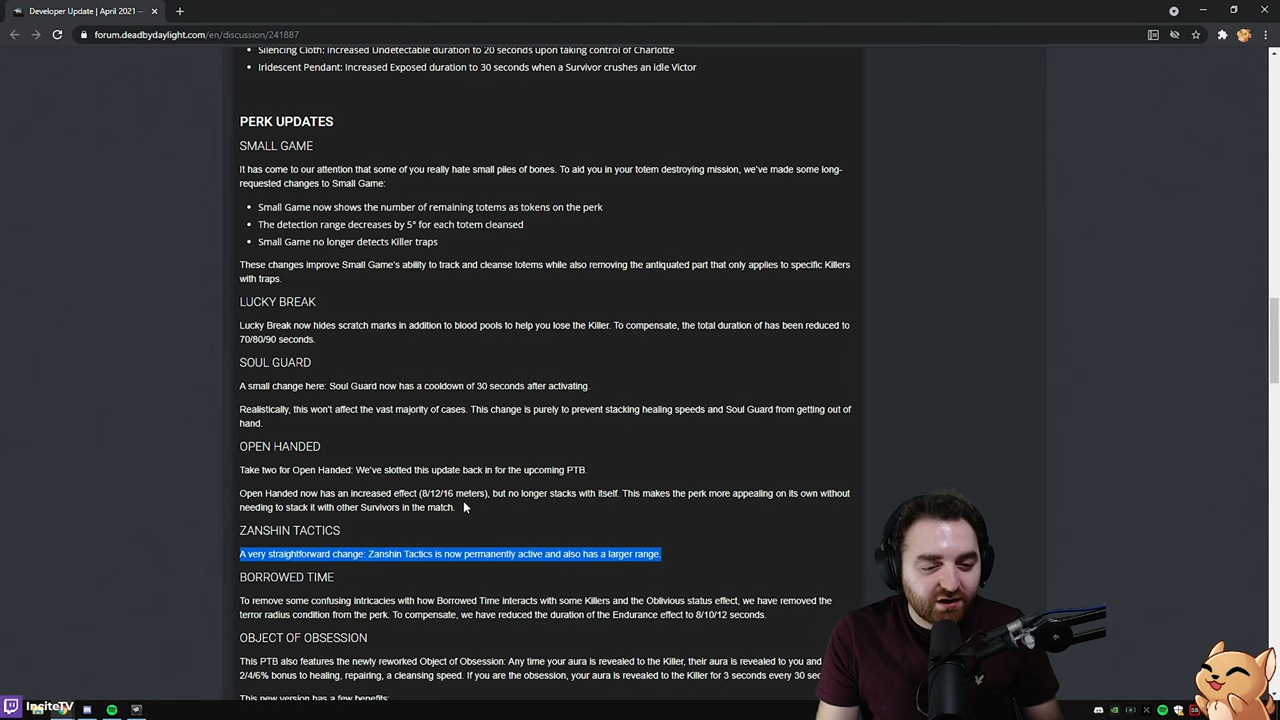 Developer Update | April 2021 —
forum.deadbydaylight.com/en/discussion/241887
• Silencing Cloth: Increased Undetectable duration to 20 seconds upon taking control of Charlotte
• Iridescent Pendant: Increased Exposed duration to 30 seconds when a Survivor crushes an idle Victor
PERK UPDATES
SMALL GAME
It has come to our attention that some of you really hate small piles of bones. To aid you in your totem destroying mission, we've made some long-
requested changes to Small Game:
• Small Game now shows the number of remaining totems as tokens on the perk
• The detection range decreases by 5° for each totem cleansed
• Small Game no longer detects Killer traps
These changes improve Small Game's ability to track and cleanse totems while also removing the antiquated part that only applies to specific Killers
with traps.
LUCKY BREAK
Lucky Break now hides scratch marks in addition to blood pools to help you lose the Killer. To compensate, the total duration of has been reduced to
70/80/90 seconds.
SOUL GUARD
A small change here: Soul Guard now has a cooldown of 30 seconds after activating.
Realistically, this won't affect the vast majority of cases. This change is purely to prevent stacking healing speeds and Soul Guard from getting out of
hand.
OPEN HANDED
Take two for Open Handed: We've slotted this update back in for the upcoming PTB.
Open Handed now has an increased effect (8/12/16 meters), but no longer stacks with itself. This makes the perk more appealing on its own without
needing to stack it with other Survivors in the match.
ZANSHIN TACTICS
A very straightforward change: Zanshin Tactics is now permanently active and also has a larger range.
BORROWED TIME
To remove some confusing intricacies with how Borrowed Time interacts with some Killers and the Oblivious status effect, we have removed the
terror radius condition from the perk. To compensate, we have reduced the duration of the Endurance effect to 8/10/12 seconds.
OBJECT OF OBSESSION
This PTB also features the newly reworked Object of Obsession: Any time your aura is revealed to the Killer, their aura is revealed to you and
2/4/6% bonus to healing, repairing, a cleansing speed. If you are the obsession, your aura is revealed to the Killer for 3 seconds every 30 sec
This new version has a few benefits:
InciteTV